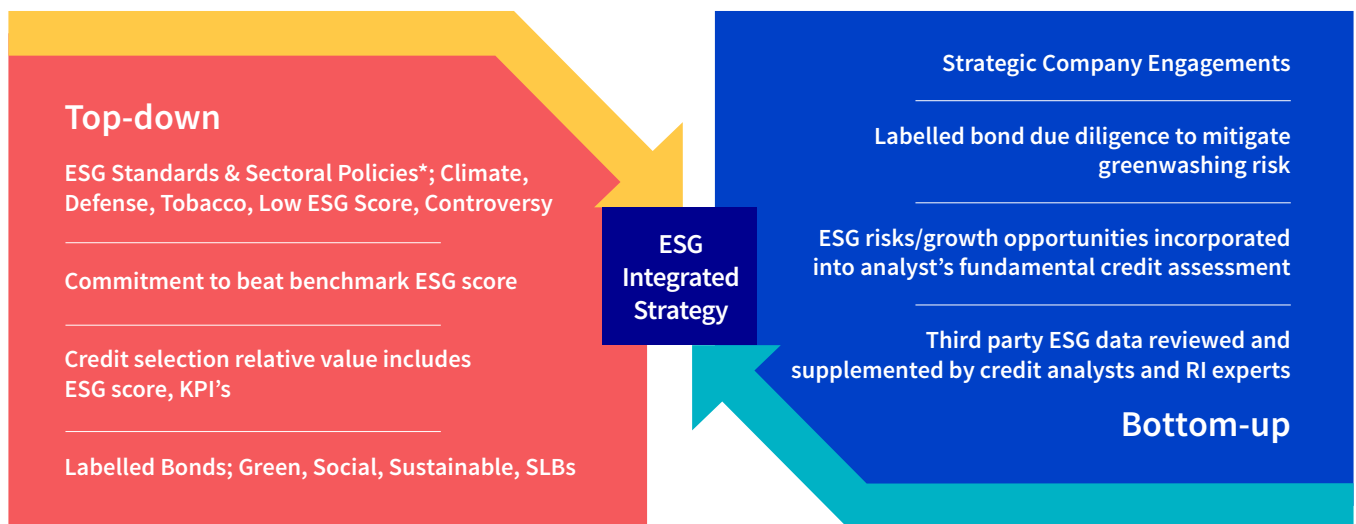 Top-down
ESG Standards & Sectoral Policies*; Climate,
Defense, Tobacco, Low ESG Score, Controversy
Commitment to beat benchmark ESG score
Credit selection relative value includes
ESG score, KPI’s
Labelled Bonds; Green, Social, Sustainable, SLBs
ESG
Integrated
Strategy
Strategic Company Engagements
Labelled bond due diligence to mitigate
greenwashing risk
ESG risks/growth opportunities incorporated
into analyst’s fundamental credit assessment
Third party ESG data reviewed and
supplemented by credit analysts and RI experts
Bottom-up